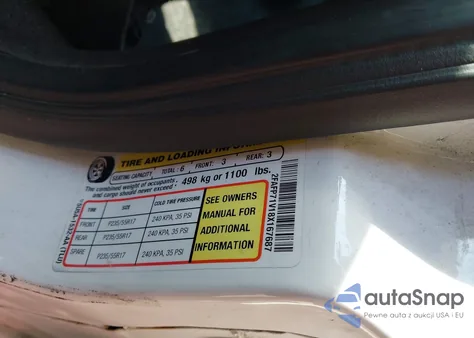 TIRE AND LOADING INFORMATION
SEATING CAPACITY TOTAL: 6 FRONT: 3 REAR: 3
The combined weight of occupants
and cargo should never exceed: 498 kg or 1100 lbs.
TIRE SIZE COLD TIRE PRESSURE
FRONT P235/55R17 240 KPA, 35 PSI
REAR P235/55R17 240 KPA, 35 PSI
SPARE P235/55R17 240 KPA, 35 PSI
SEE OWNERS
MANUAL FOR
ADDITIONAL
INFORMATION
2FAFP71V18X167687
autaSnap
Pewne auta z aukcji USA i EU